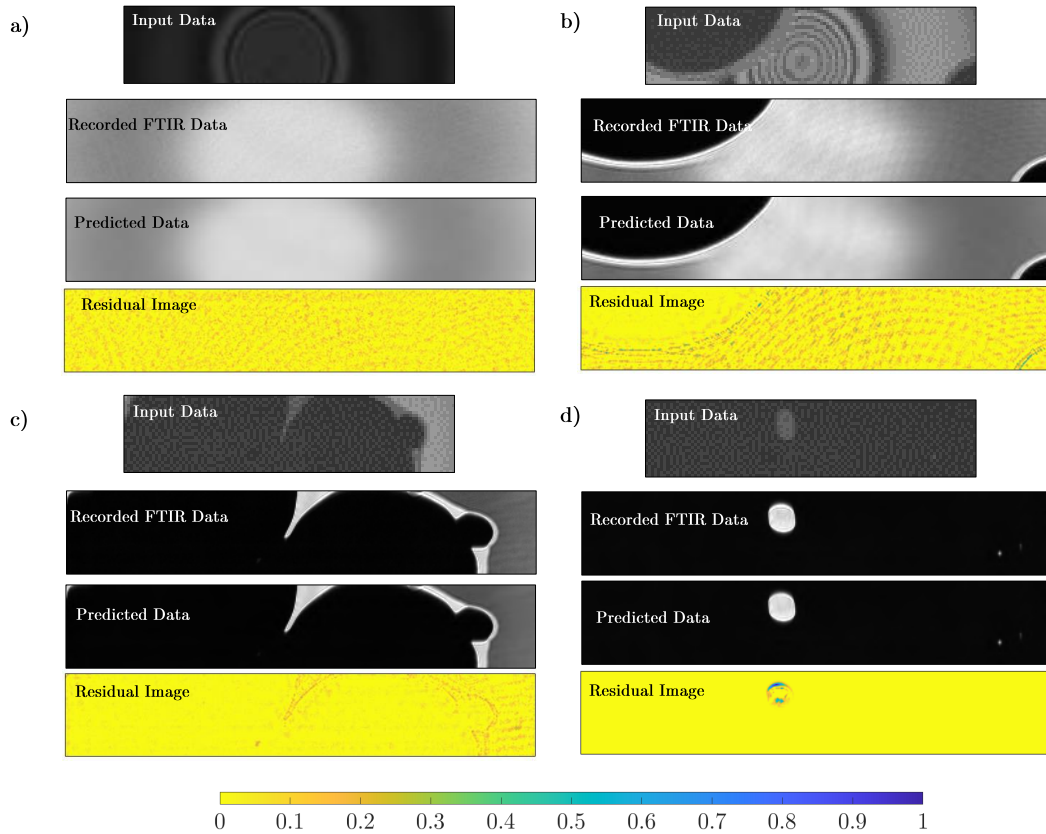 a)
Input Data
Recorded FTIR Data
Predicted Data
Residual Image
b)
Input Data
Recorded FTIR Data
Predicted Data
Residual Image
c)
Input Data
Recorded FTIR Data
Predicted Data
Residual Image
d)
Input Data
Recorded FTIR Data
Predicted Data
Residual Image
0 0.1 0.2 0.3 0.4 0.5 0.6 0.7 0.8 0.9 1